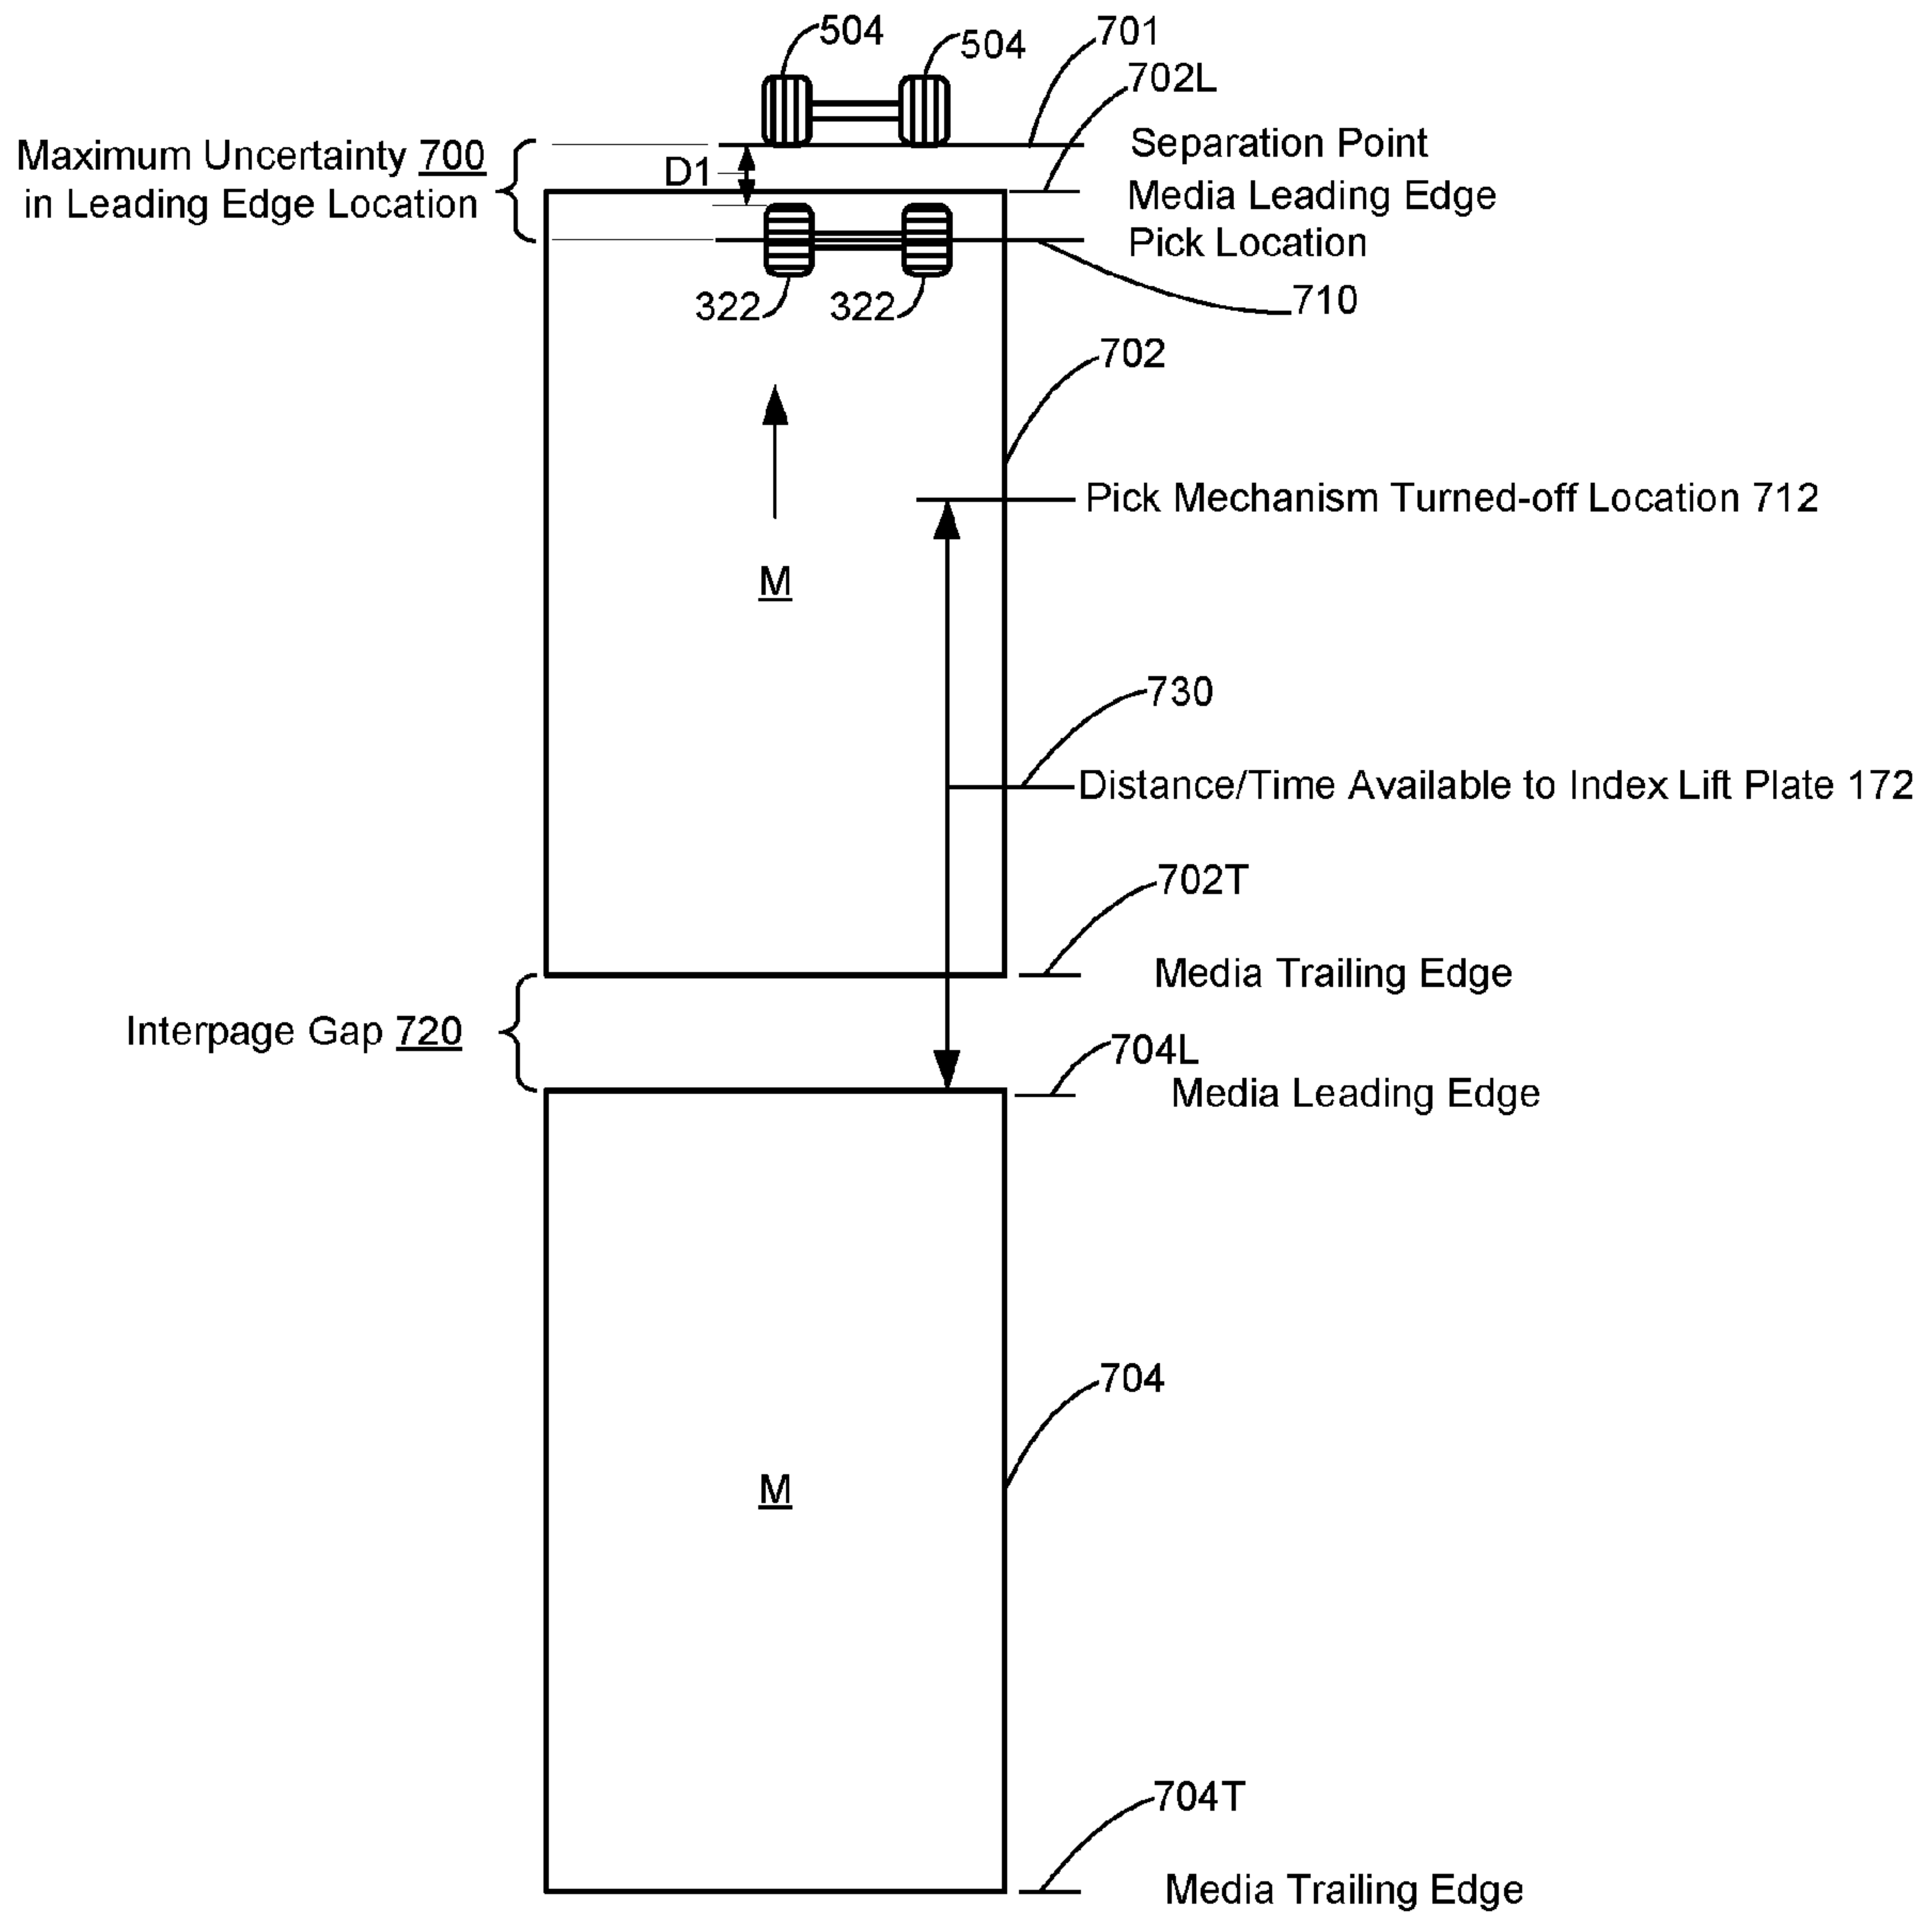 504
504
701
702L
Maximum Uncertainty 700
in Leading Edge Location
D1
Separation Point
Media Leading Edge
Pick Location
322
322
710
702
Pick Mechanism Turned-off Location 712
M
730
Distance/Time Available to Index Lift Plate 172
702T
Media Trailing Edge
Interpage Gap 720
704L
Media Leading Edge
704
M
704T
Media Trailing Edge